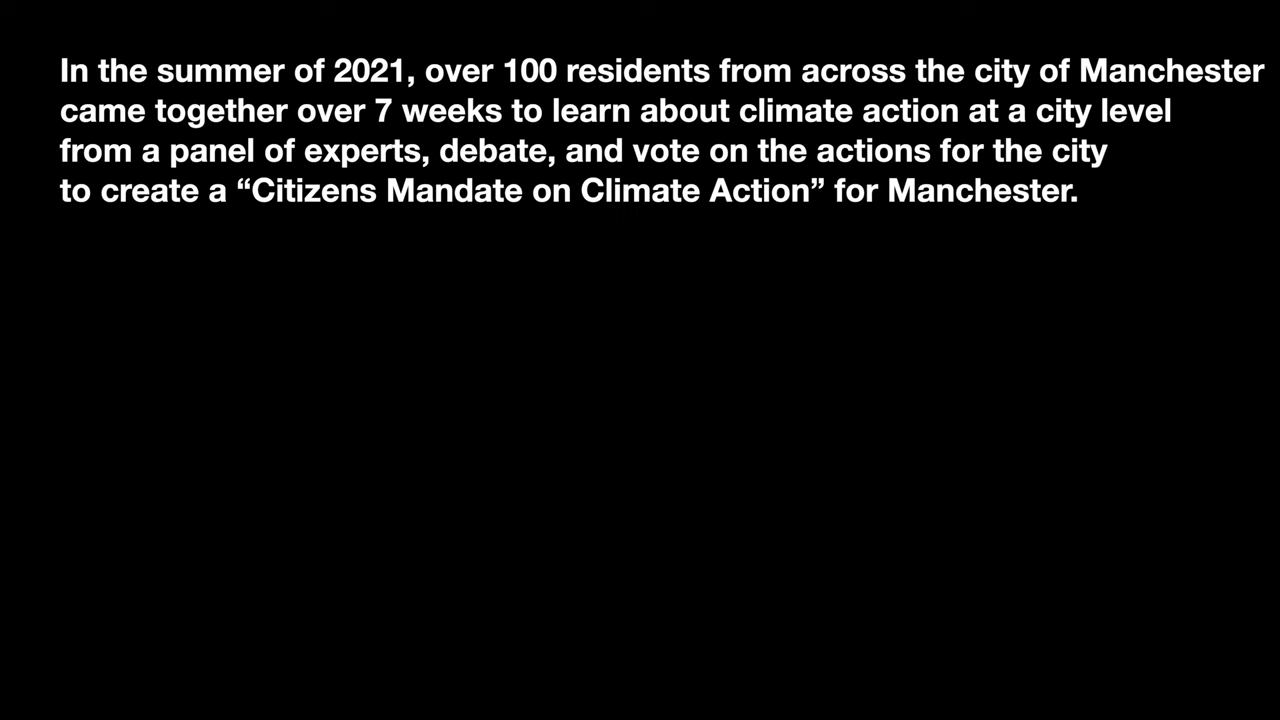 In the summer of 2021, over 100 residents from across the city of Manchester
came together over 7 weeks to learn about climate action at a city level
from a panel of experts, debate, and vote on the actions for the city
to create a “Citizens Mandate on Climate Action” for Manchester.